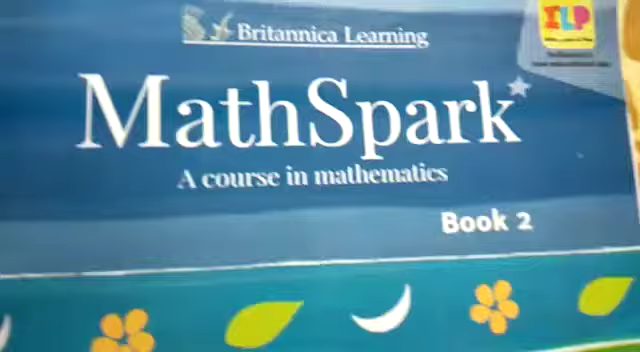 Britannica Learning
ILP
MathSpark
A course in mathematics
Book 2